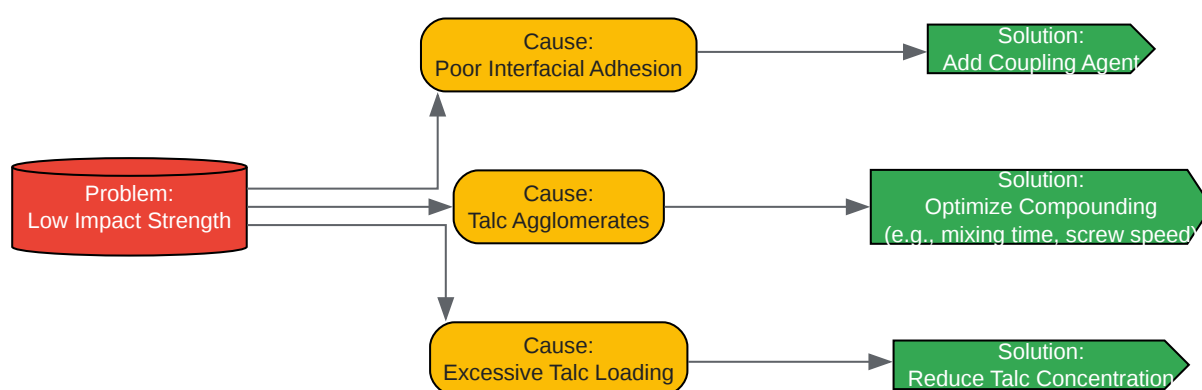 Cause:
Poor Interfacial Adhesion
Solution:
Add Coupling Agent
Problem:
Low Impact Strength
Cause:
Talc Agglomerates
Solution:
Optimize Compounding
(e.g., mixing time, screw speed)
Cause:
Excessive Talc Loading
Solution:
Reduce Talc Concentration